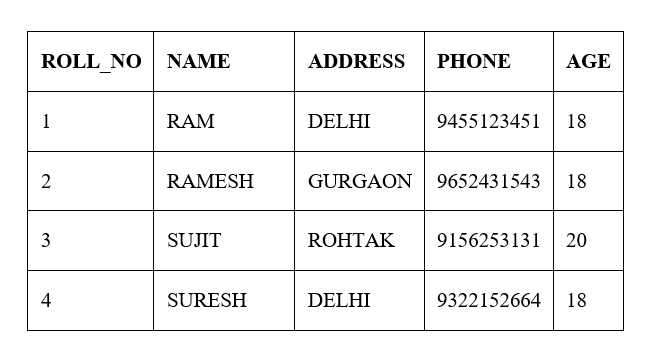 ROLL_NO NAME ADDRESS PHONE AGE
1 RAM DELHI 9455123451 18
2 RAMESH GURGAON 9652431543 18
3 SUJIT ROHTAK 9156253131 20
4 SURESH DELHI 9322152664 18